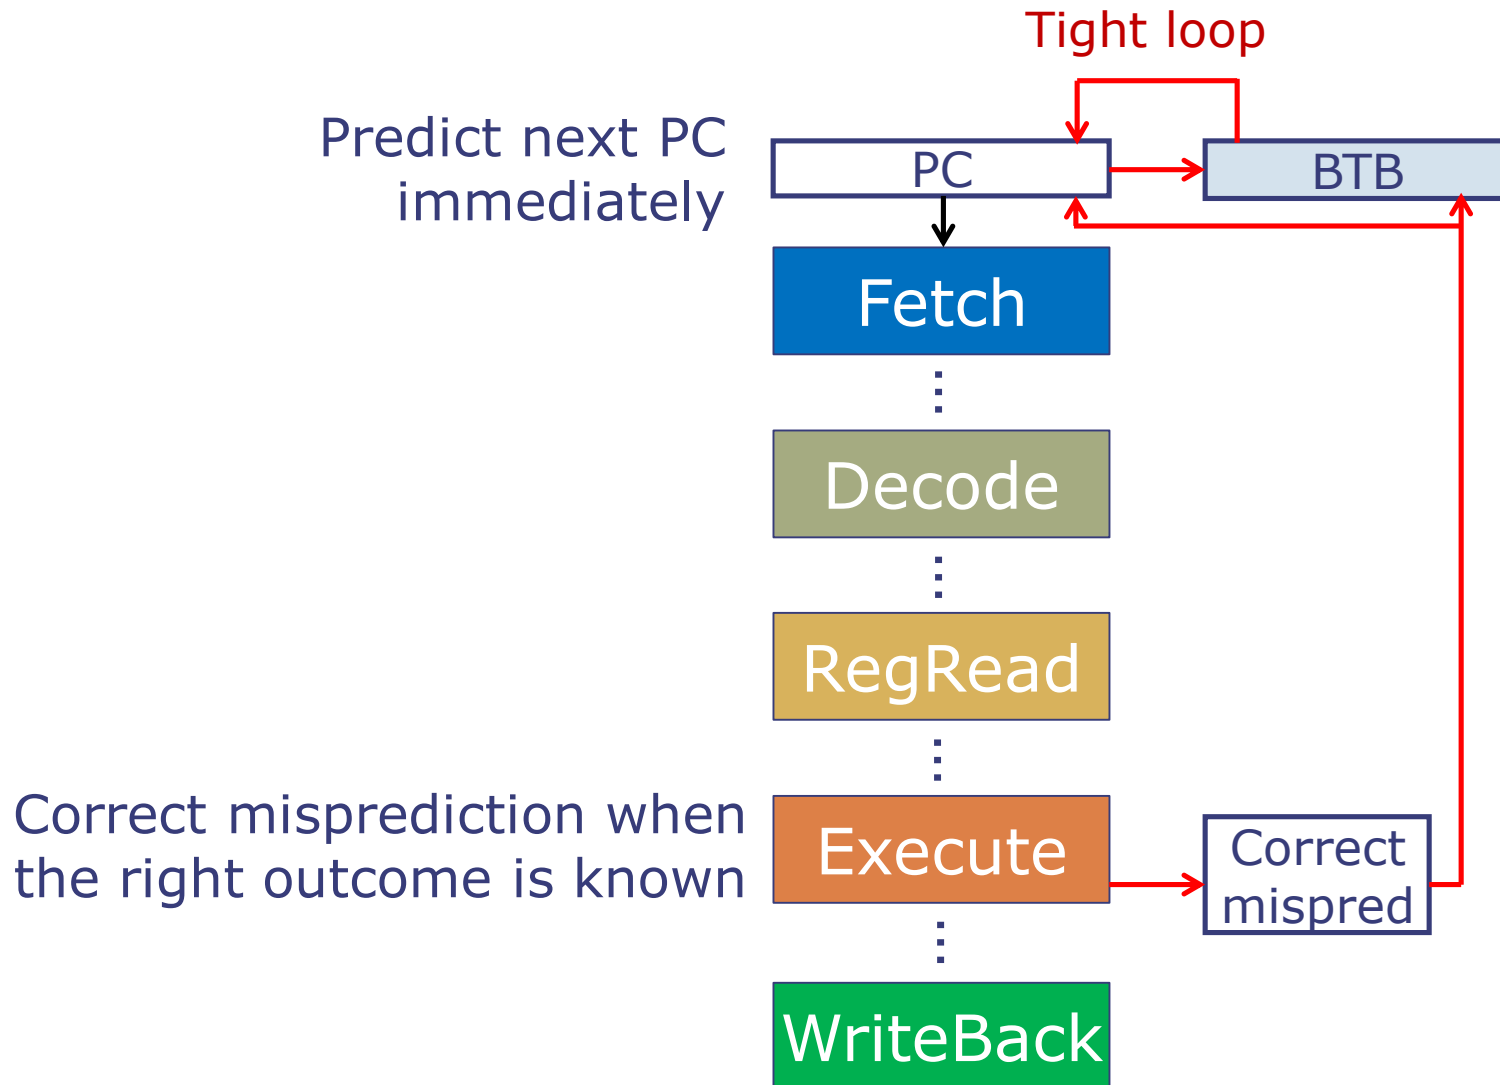 Tight loop
Predict next PC
immediately
PC
BTB
Fetch
Decode
RegRead
Correct misprediction when
the right outcome is known
Execute
Correct
mispred
WriteBack